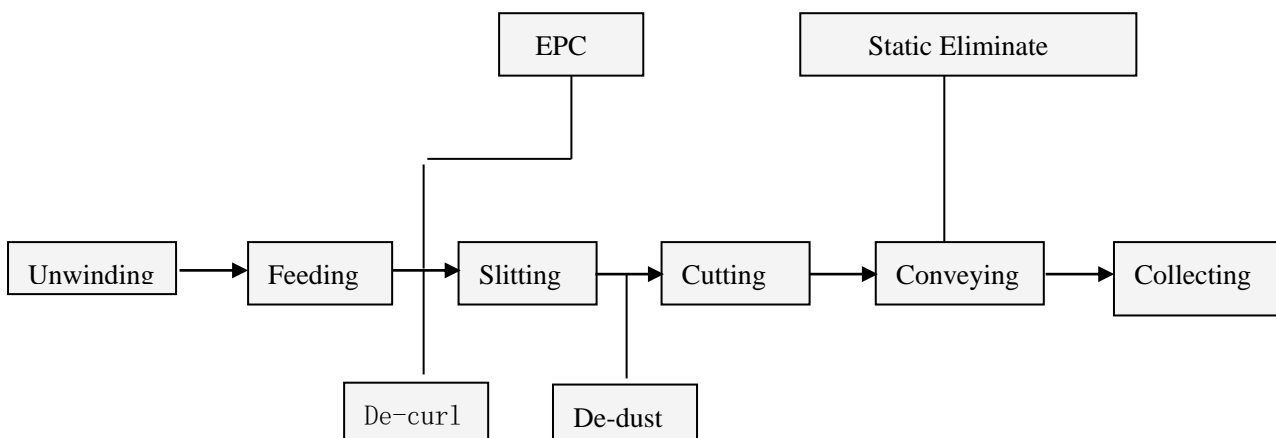 EPC
Static Eliminate
Unwinding
Feeding
Slitting
Cutting
Conveying
Collecting
De-curl
De-dust